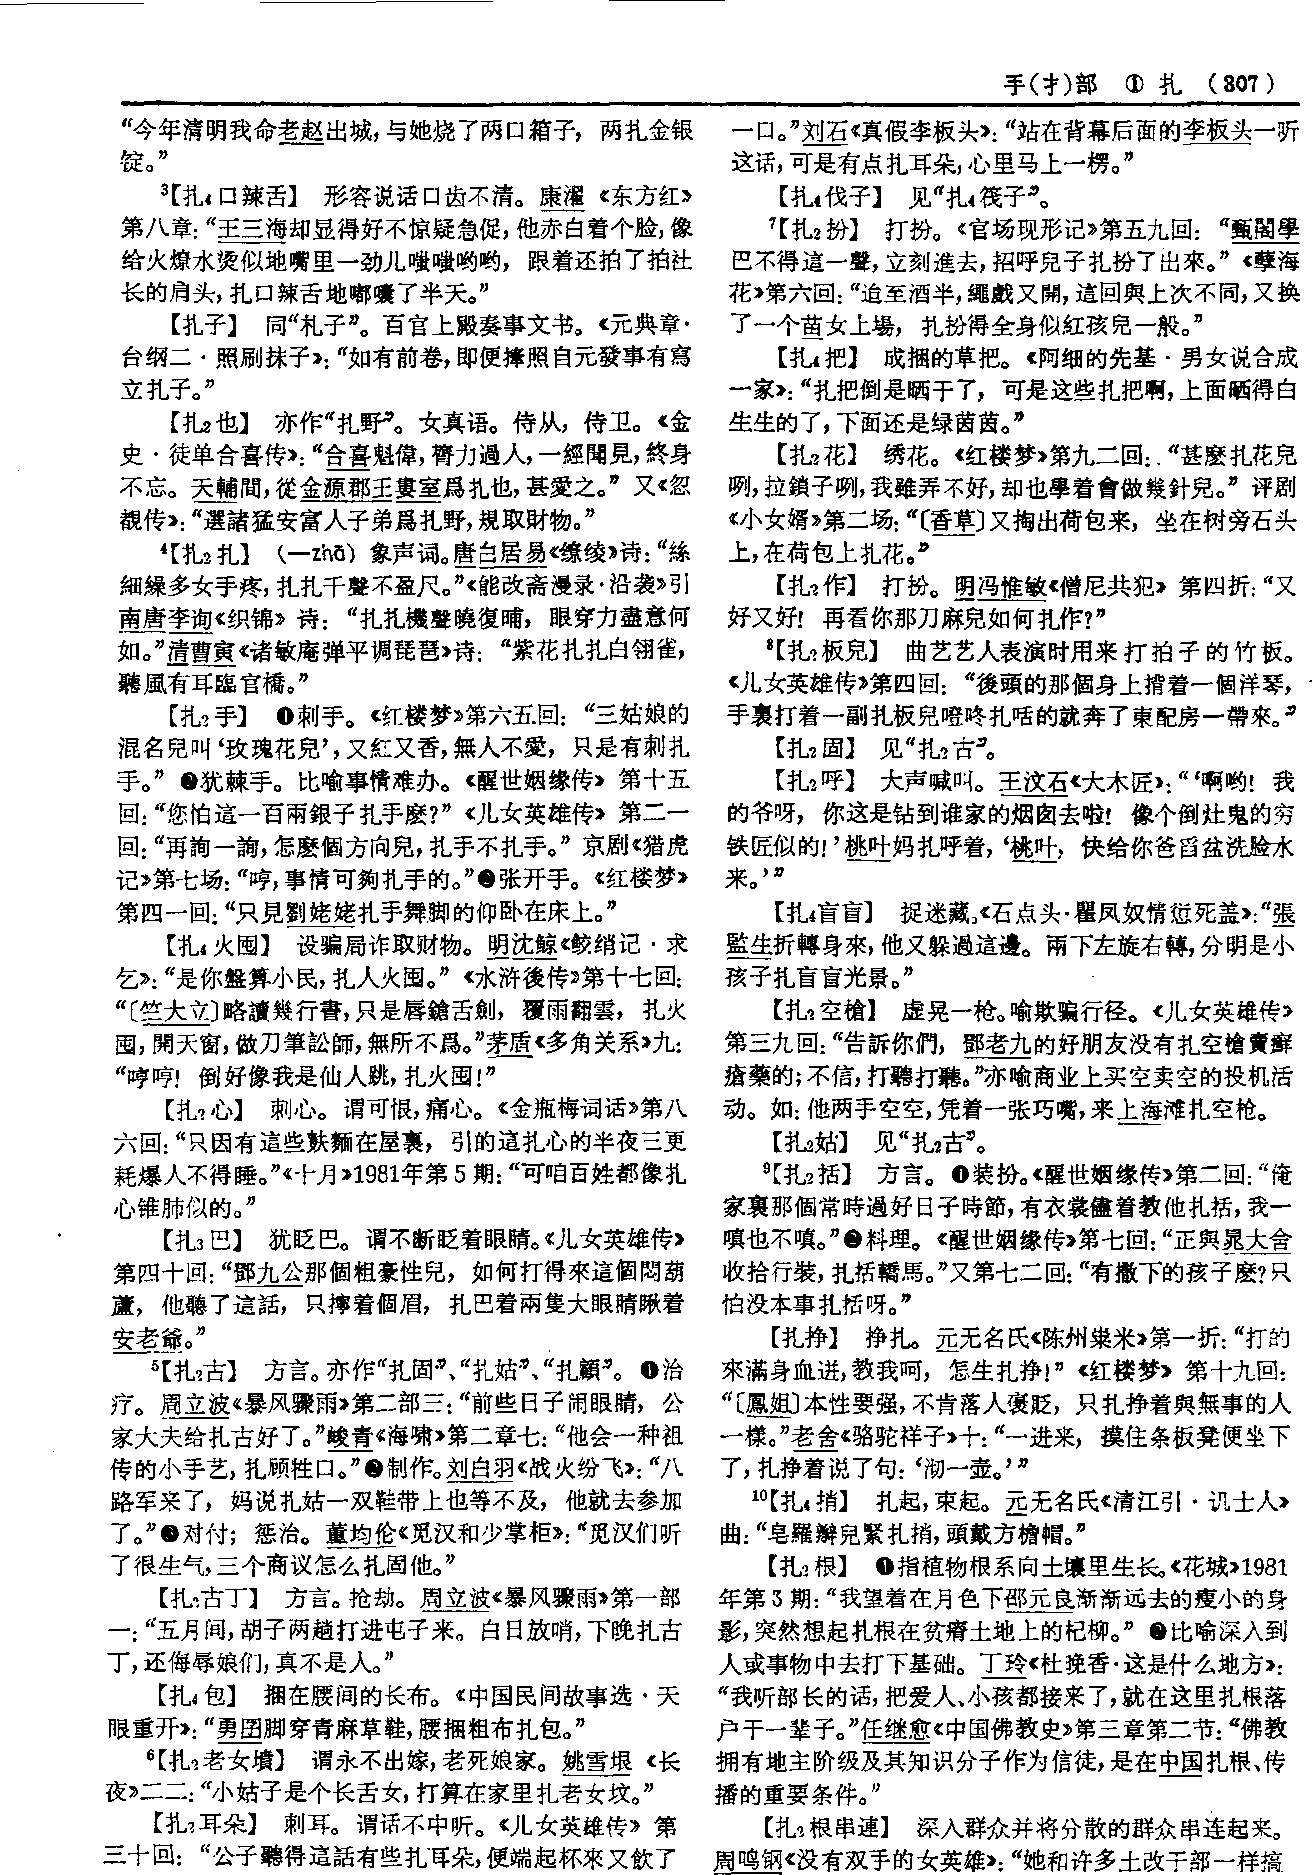 手(扌)部 ① 扎 (307)
“今年清明我命老赵出城,与她烧了两口箱子, 两扎金银
锭。”
3【扎4口辣舌】 形容说话口齿不清。康濯《东方红》
第八章:“王三海却显得好不惊疑急促,他赤白着个脸,像
给火燎水烫似地嘴里一劲儿嗤嗤哟哟, 跟着还拍了拍社
长的肩头,扎口辣舌地嘟囔了半天。”
【扎子】 同“札子”。百官上殿奏事文书。《元典章·
台纲二·照刷抹子》:“如有前卷,即便擡照自元發事有寫
立扎子。”
【扎2也】 亦作“扎野”。女真语。侍从, 侍卫。《金
史·徒单合喜传》:“合喜魁偉,膂力過人,一經聞見,終身
不忘。天輔間,從金源郡王婁室爲扎也,甚愛之。” 又《忽
覩传》:“選諸猛安富人子弟爲扎野,規取財物。”
4【扎2扎】 (—zhā) 象声词。唐白居易《缭绫》诗:“絲
細繰多女手疼,扎扎千聲不盈尺。”《能改斋漫录·沿袭》引
南唐李询《织锦》诗: “扎扎機聲曉復晡, 眼穿力盡意何
如。”清曹寅《诸敏庵弹平调琵琶》诗: “紫花扎扎白翎雀,
聽風有耳臨官橋。”
【扎2手】 ❶刺手。《红楼梦》第六五回: “三姑娘的
混名兒叫‘玫瑰花兒’,又紅又香,無人不愛, 只是有刺扎
手。” ❷犹棘手。比喻事情难办。《醒世姻缘传》第十五
回:“您怕這一百兩銀子扎手麽?”《儿女英雄传》第二一
回:“再詢一詢,怎麽個方向兒,扎手不扎手。” 京剧《猎虎
记》第七场:“哼,事情可夠扎手的。”❸张开手。《红楼梦》
第四一回:“只見劉姥姥扎手舞脚的仰卧在床上。”
【扎4火囤】 设骗局诈取财物。明沈鲸《鲛绡记·求
乞》:“是你盤算小民,扎人火囤。”《水浒後传》第十七回:
“〔竺大立〕略讀幾行書,只是唇鎗舌劍, 覆雨翻雲, 扎火
囤,開天窗,做刀筆訟師,無所不爲。”茅盾《多角关系》九:
“哼哼! 倒好像我是仙人跳,扎火囤!”
【扎2心】 刺心。谓可恨,痛心。《金瓶梅词话》第八
六回:“只因有這些麩麵在屋裏, 引的這扎心的半夜三更
耗爆人不得睡。”《十月》1981年第5期:“可咱百姓都像扎
心锥肺似的。”
【扎3巴】 犹眨巴。谓不断眨着眼睛。《儿女英雄传》
第四十回:“鄧九公那個粗豪性兒, 如何打得來這個悶葫
蘆, 他聽了這話, 只擰着個眉, 扎巴着兩隻大眼睛瞅着
安老爺。”
5【扎2古】 方言。亦作“扎固”、“扎姑”、“扎顧”。 ❶治
疗。周立波《暴风骤雨》第二部三:“前些日子闹眼睛, 公
家大夫给扎古好了。”峻青《海啸》第二章七:“他会一种祖
传的小手艺,扎顾牲口。”❷制作。刘白羽《战火纷飞》:“八
路军来了, 妈说扎姑一双鞋带上也等不及, 他就去参加
了。”❸对付; 惩治。董均伦《觅汉和少掌柜》:“觅汉们听
了很生气,三个商议怎么扎固他。”
【扎2古丁】 方言。抢劫。周立波《暴风骤雨》第一部
一:“五月间,胡子两趟打进屯子来。白日放哨,下晚扎古
丁,还侮辱娘们,真不是人。”
【扎4包】 捆在腰间的长布。《中国民间故事选·天
眼重开》:“勇囝脚穿青麻草鞋,腰捆粗布扎包。”
6【扎2老女墳】 谓永不出嫁,老死娘家。姚雪垠《长
夜》二二:“小姑子是个长舌女,打算在家里扎老女坟。”
【扎2耳朵】 刺耳。谓话不中听。《儿女英雄传》第
三十回: “公子聽得這話有些扎耳朵,便端起杯來又飲了
一口。”刘石《真假李板头》:“站在背幕后面的李板头一听
这话,可是有点扎耳朵,心里马上一楞。”
【扎4伐子】 见“扎4筏子”。
7【扎2扮】 打扮。《官场现形记》第五九回: “甄閣學
巴不得這一聲,立刻進去,招呼兒子扎扮了出來。”《孽海
花》第六回:“追至酒半,繩戲又開,這回與上次不同,又换
了一个苗女上場, 扎扮得全身似红孩兒一般。”
【扎4把】 成捆的草把。《阿细的先基·男女说合成
一家》:“扎把倒是晒干了, 可是这些扎把啊,上面晒得白
生生的了,下面还是绿茵茵。”
【扎2花】 绣花。《红楼梦》第九二回:“甚麽扎花兒
咧,拉鎖子咧,我雖弄不好,却也學着會做幾針兒。” 评剧
《小女婿》第二场:“〔香草〕又掏出荷包来, 坐在树旁石头
上,在荷包上扎花。”
【扎2作】 打扮。明冯惟敏《僧尼共犯》第四折:“又
好又好! 再看你那刀麻兒如何扎作?”
8【扎2板兒】 曲艺艺人表演时用来打拍子的竹板。
《儿女英雄传》第四回: “後頭的那個身上揹着一個洋琴,
手裏打着一副扎板兒噔咚扎咶的就奔了東配房一帶來。”
【扎2固】 见“扎2古”。
【扎2呼】 大声喊叫。王汶石《大木匠》:“‘啊哟! 我
的爷呀, 你这是钻到谁家的烟囱去啦! 像个倒灶鬼的穷
铁匠似的!’桃叶妈扎呼着,‘桃叶, 快给你爸舀盆洗脸水
来。’”
【扎4盲盲】 捉迷藏。《石点头·瞿凤奴情愆死盖》:“張
監生折轉身來,他又躲過這邊。兩下左旋右轉,分明是小
孩子扎盲盲光景。”
【扎2空槍】 虚晃一枪。喻欺骗行径。《儿女英雄传》
第三九回:“告訴你們, 鄧老九的好朋友没有扎空槍賣癬
瘡藥的;不信,打聽打聽。”亦喻商业上买空卖空的投机活
动。如:他两手空空,凭着一张巧嘴,来上海滩扎空枪。
【扎2姑】 见“扎2古”。
9【扎2括】 方言。❶装扮。《醒世姻缘传》第二回:“俺
家裏那個常時過好日子時節,有衣裳儘着教他扎括,我一
嗔也不嗔。”❷料理。《醒世姻缘传》第七回:“正與晁大舍
收拾行裝,扎括轎馬。”又第七二回:“有撒下的孩子麽?只
怕没本事扎括呀。”
【扎挣】 挣扎。元无名氏《陈州粜米》第一折:“打的
來滿身血迸,教我呵, 怎生扎挣!”《红楼梦》第十九回:
“〔鳳姐〕本性要强,不肯落人褒貶, 只扎挣着與無事的人
一樣。”老舍《骆驼祥子》十:“一进来, 摸住条板凳便坐下
了,扎挣着说了句:‘沏一壶。’”
10【扎4捎】 扎起,束起。元无名氏《清江引·讥士人》
曲:“皂羅辮兒緊扎捎,頭戴方檐帽。”
【扎2根】 ❶指植物根系向土壤里生长。《花城》1981
年第3期:“我望着在月色下邵元良渐渐远去的瘦小的身
影,突然想起扎根在贫瘠土地上的杞柳。” ❷比喻深入到
人或事物中去打下基础。丁玲《杜晚香·这是什么地方》:
“我听部长的话,把爱人、小孩都接来了,就在这里扎根落
户干一辈子。”任继愈《中国佛教史》第三章第二节:“佛教
拥有地主阶级及其知识分子作为信徒,是在中国扎根、传
播的重要条件。”
【扎2根串連】 深入群众并将分散的群众串连起来。
周鸣钢《没有双手的女英雄》:“她和许多土改干部一样搞